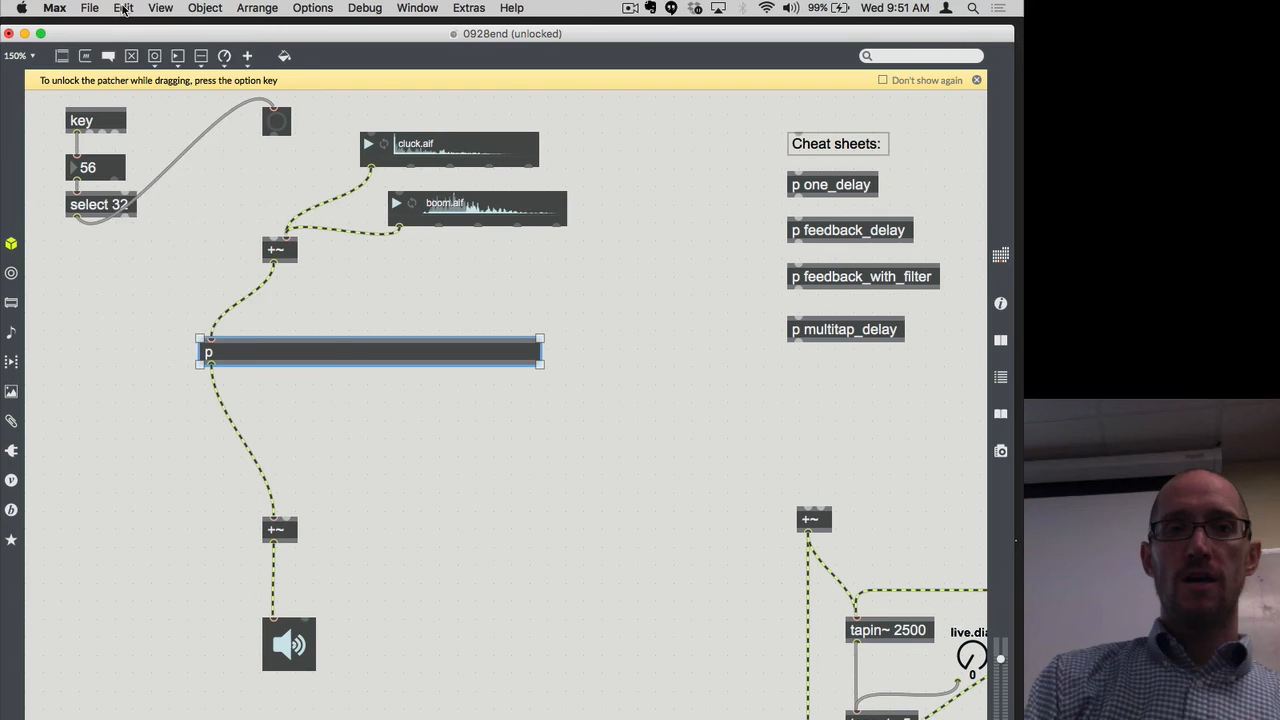 Max File Edit View Object Arrange Options Debug Window Extras Help 99% Wed 9:51 AM
0928end (unlocked)
150%
To unlock the patcher while dragging, press the option key
Don't show again
key
56
select 32
cluck.aif
boom.aif
+~
p
+~
Cheat sheets:
p one_delay
p feedback_delay
p feedback_with_filter
p multitap_delay
+~
tapin~ 2500
live.dia
0